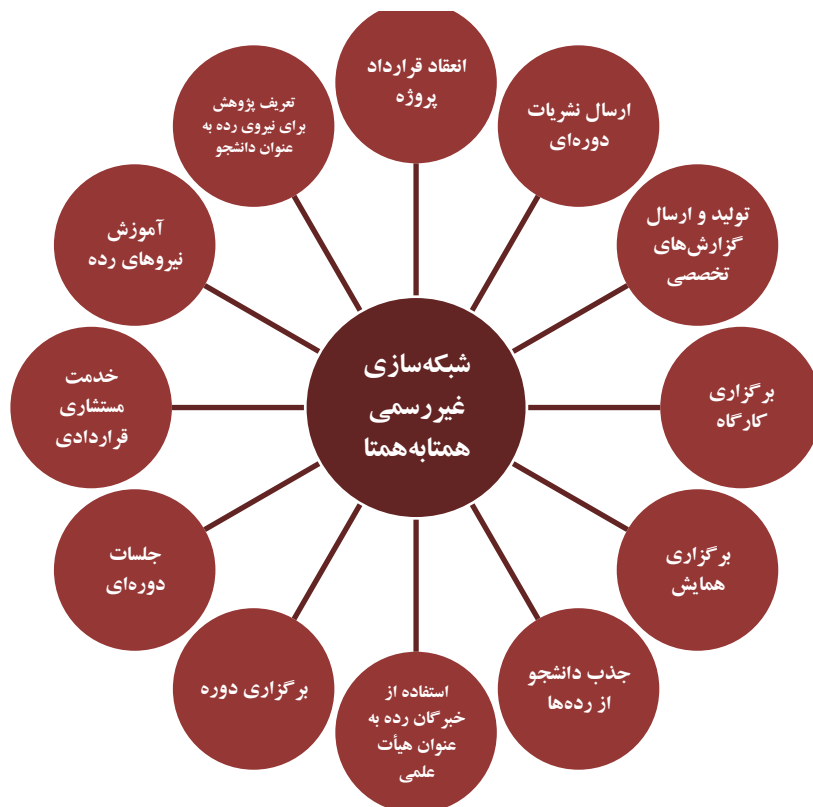 انعقاد قرارداد
پروژه
ارسال نشریات
دوره‌ای
تولید و ارسال
گزارش‌های
تخصصی
برگزاری
کارگاه
برگزاری
همایش
جذب دانشجو
از رده‌ها
استفاده از
خبرگان رده به
عنوان هیأت
علمی
برگزاری دوره
جلسات
دوره‌ای
خدمت
مستشاری
قراردادی
آموزش
نیروهای رده
تعریف پژوهش
برای نیروی رده به
عنوان دانشجو
شبکه‌سازی
غیررسمی
همتابه‌همتا